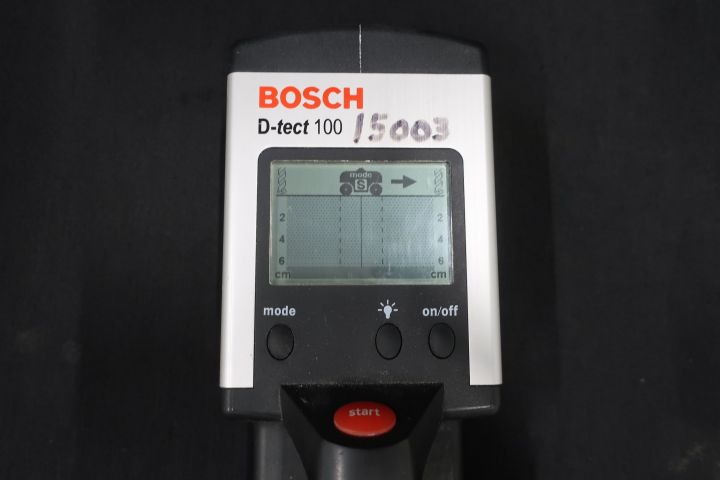 BOSCH
D-tect 100 15003
mode
S
2 2
4 4
6 6
cm cm
mode on/off
start